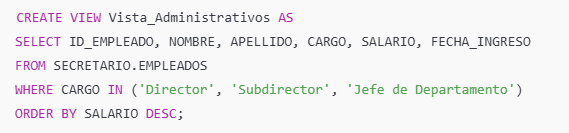 CREATE VIEW Vista_Administrativos AS
SELECT ID_EMPLEADO, NOMBRE, APELLIDO, CARGO, SALARIO, FECHA_INGRESO
FROM SECRETARIO.EMPLEADOS
WHERE CARGO IN ('Director', 'Subdirector', 'Jefe de Departamento')
ORDER BY SALARIO DESC;